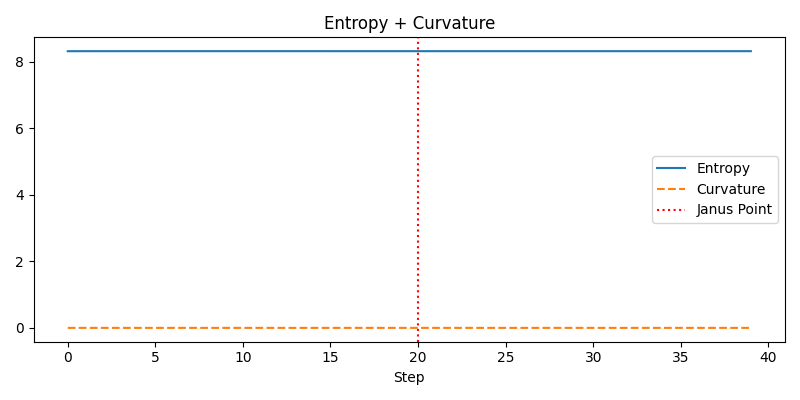 Entropy + Curvature
8
6
4
2
0
Entropy
Curvature
Janus Point
0 5 10 15 20 25 30 35 40
Step